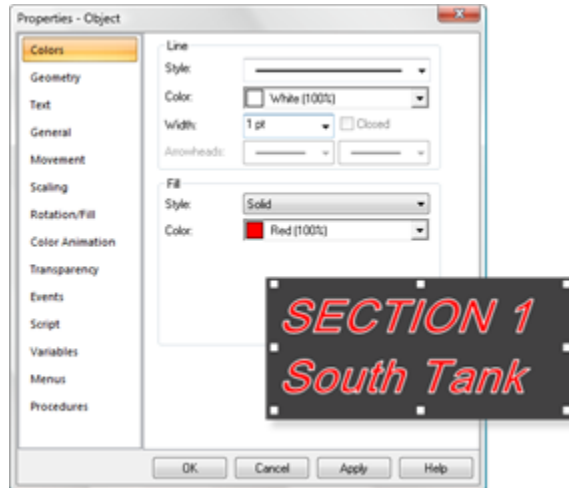 Properties - Object
Colors
Geometry
Text
General
Movement
Scaling
Rotation/Fill
Color Animation
Transparency
Events
Script
Variables
Menus
Procedures
Line
Style:
Color: White (100%)
Width: 1 pt Closed
Arrowheads:
Fill
Style: Solid
Color: Red (100%)
SECTION 1
South Tank
OK Cancel Apply Help